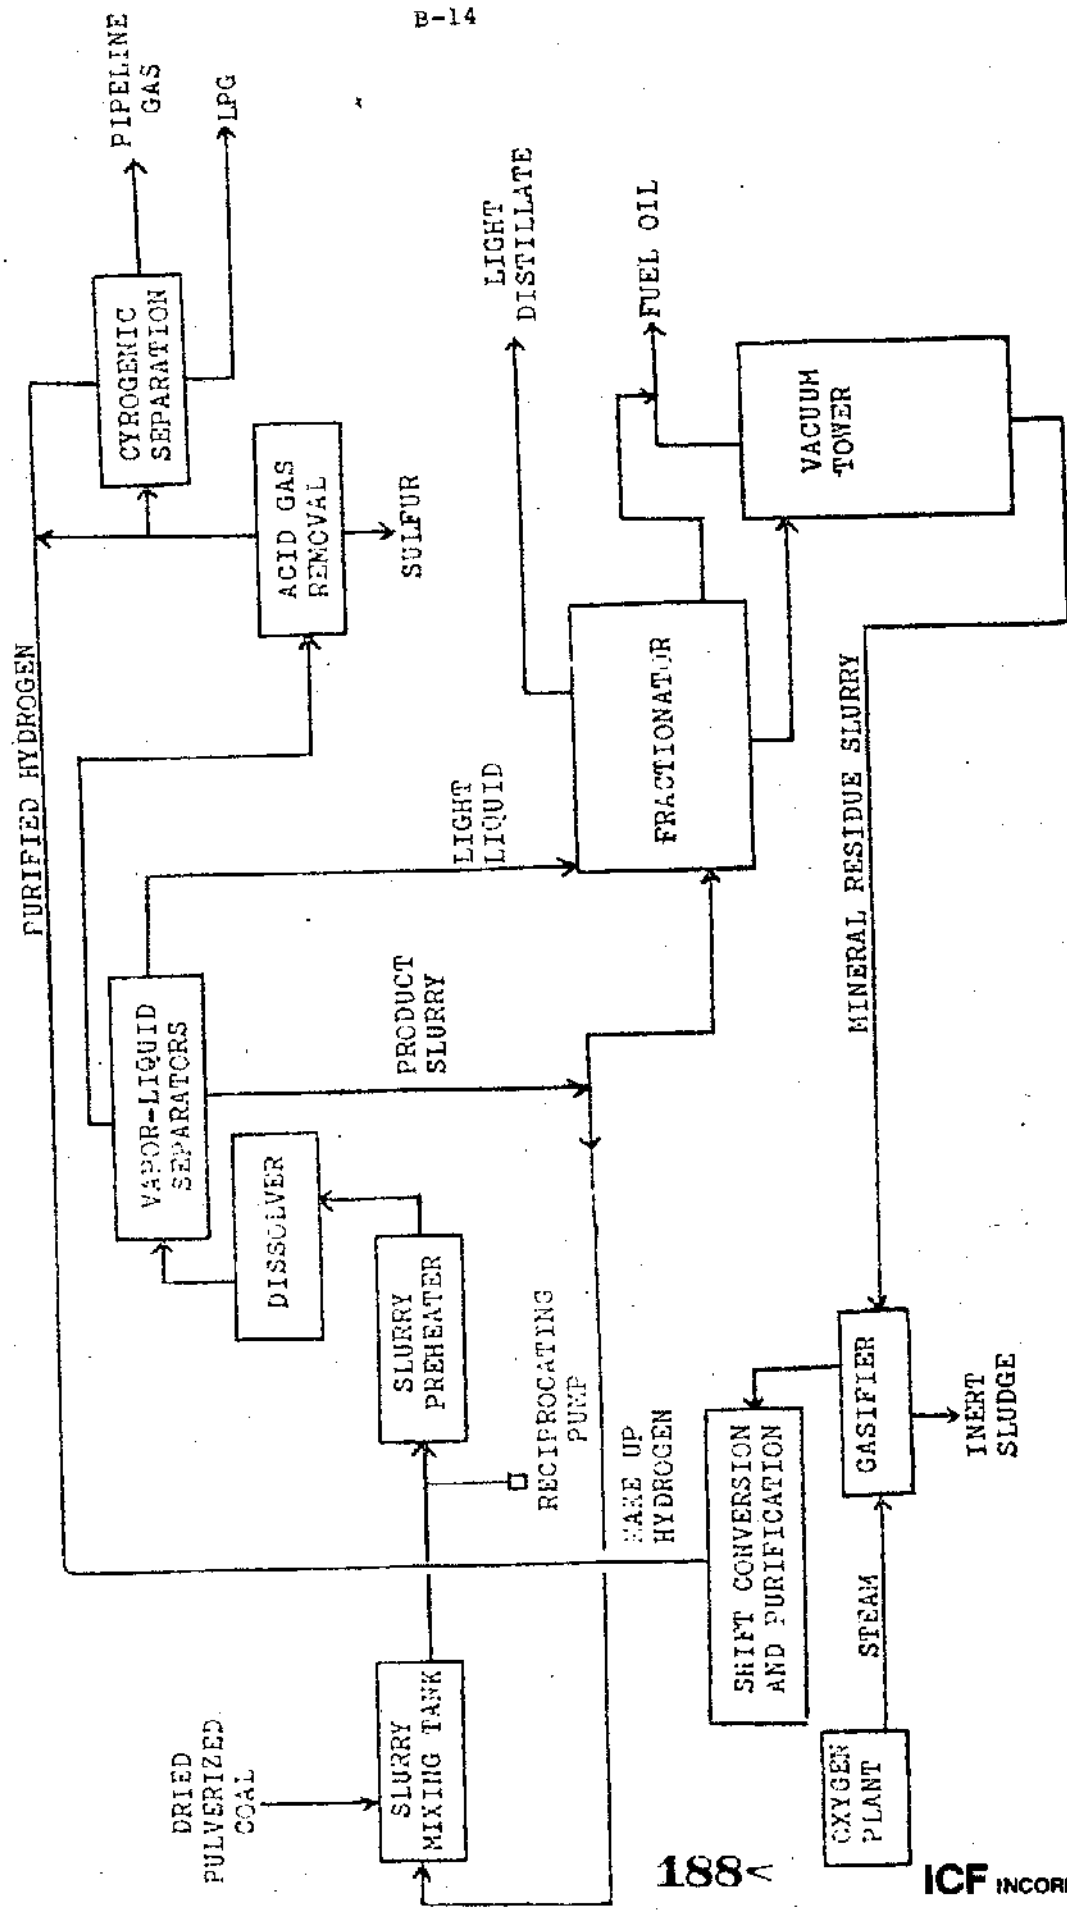 B-14
PIPELINE
GAS
LPG
CYROGENIC
SEPARATION
PURIFIED HYDROGEN
ACID GAS
REMOVAL
SULFUR
LIGHT
DISTILLATE
FUEL OIL
VACUUM
TOWER
FRACTIONATOR
LIGHT
LIQUID
VAPOR-LIQUID
SEPARATORS
PRODUCT
SLURRY
DISSOLVER
SLURRY
PREHEATER
RECIPROCATING
PUMP
MINERAL RESIDUE SLURRY
MAKE UP
HYDROGEN
SHIFT CONVERSION
AND PURIFICATION
GASIFIER
INERT
SLUDGE
STEAM
OXYGEN
PLANT
DRIED
PULVERIZED
COAL
SLURRY
MIXING TANK
188<
ICF INCOR